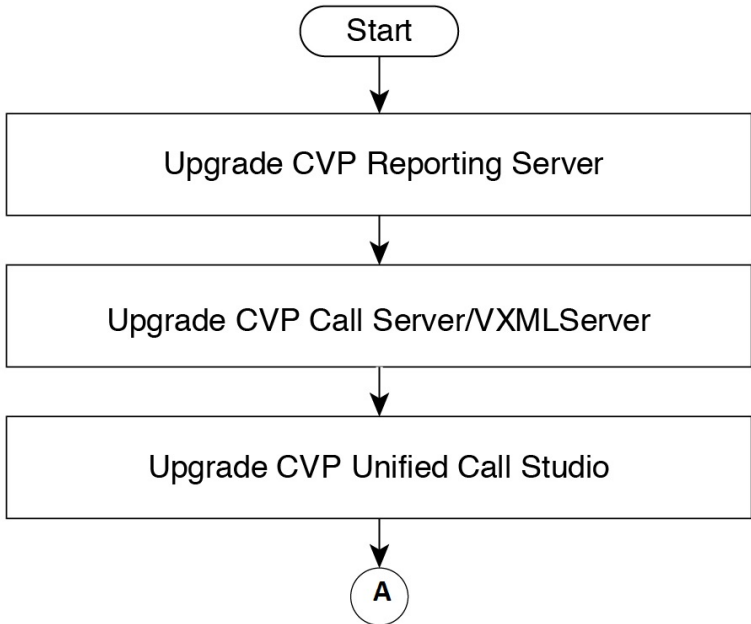 Start
Upgrade CVP Reporting Server
Upgrade CVP Call Server/VXMLServer
Upgrade CVP Unified Call Studio
A